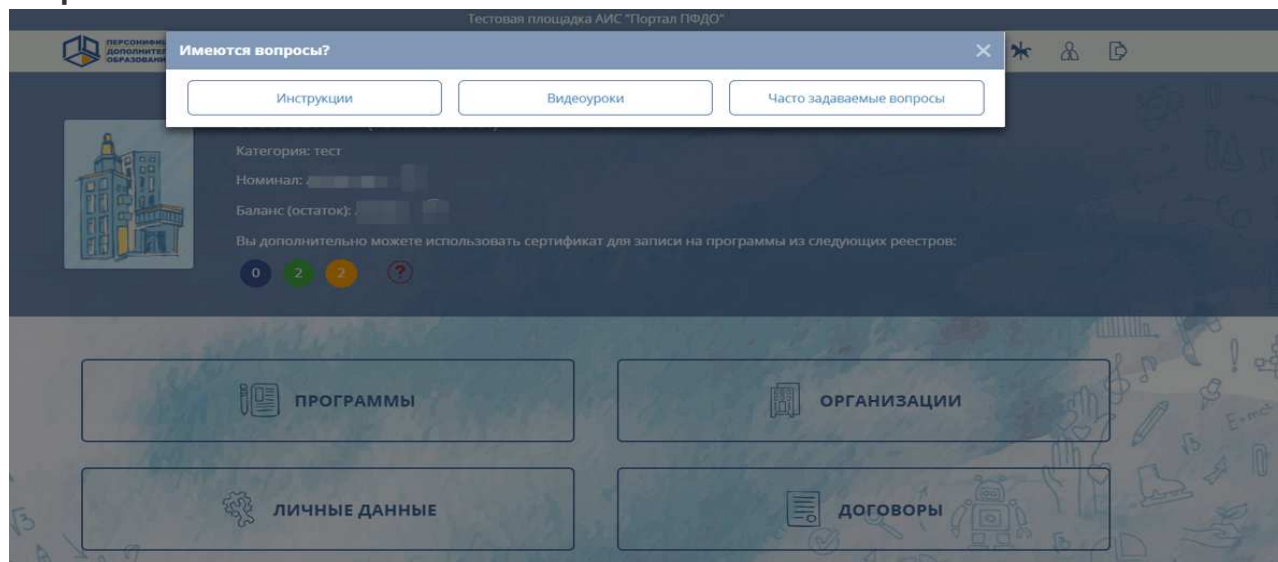 Тестовая площадка АИС "Портал ПФДО"
Имеются вопросы?
Инструкции
Видеоуроки
Часто задаваемые вопросы
Категория: тест
Номинал:
Баланс (остаток):
Вы дополнительно можете использовать сертификат для записи на программы из следующих реестров:
0 2 2 ?
ПРОГРАММЫ
ОРГАНИЗАЦИИ
ЛИЧНЫЕ ДАННЫЕ
ДОГОВОРЫ